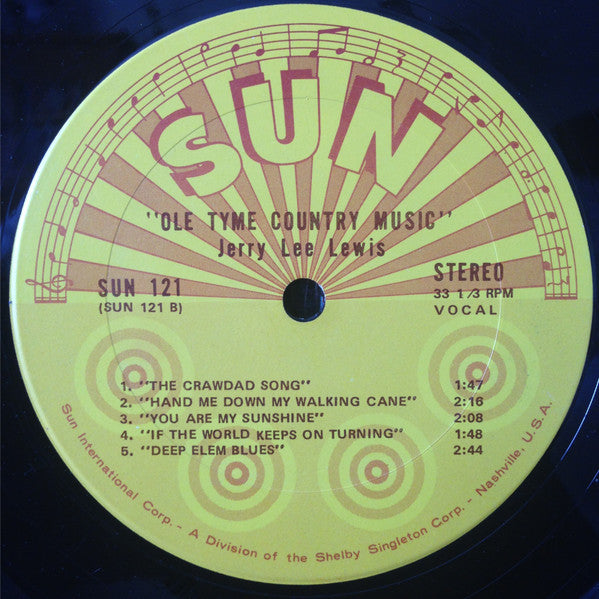 SUN
"OLE TYME COUNTRY MUSIC"
Jerry Lee Lewis
SUN 121
(SUN 121 B)
STEREO
33 1/3 RPM
VOCAL
1. "THE CRAWDAD SONG" 1:47
2. "HAND ME DOWN MY WALKING CANE" 2:16
3. "YOU ARE MY SUNSHINE" 2:08
4. "IF THE WORLD KEEPS ON TURNING" 1:48
5. "DEEP ELEM BLUES" 2:44
Sun International Corp. - A Division of the Shelby Singleton Corp. - Nashville, U.S.A.